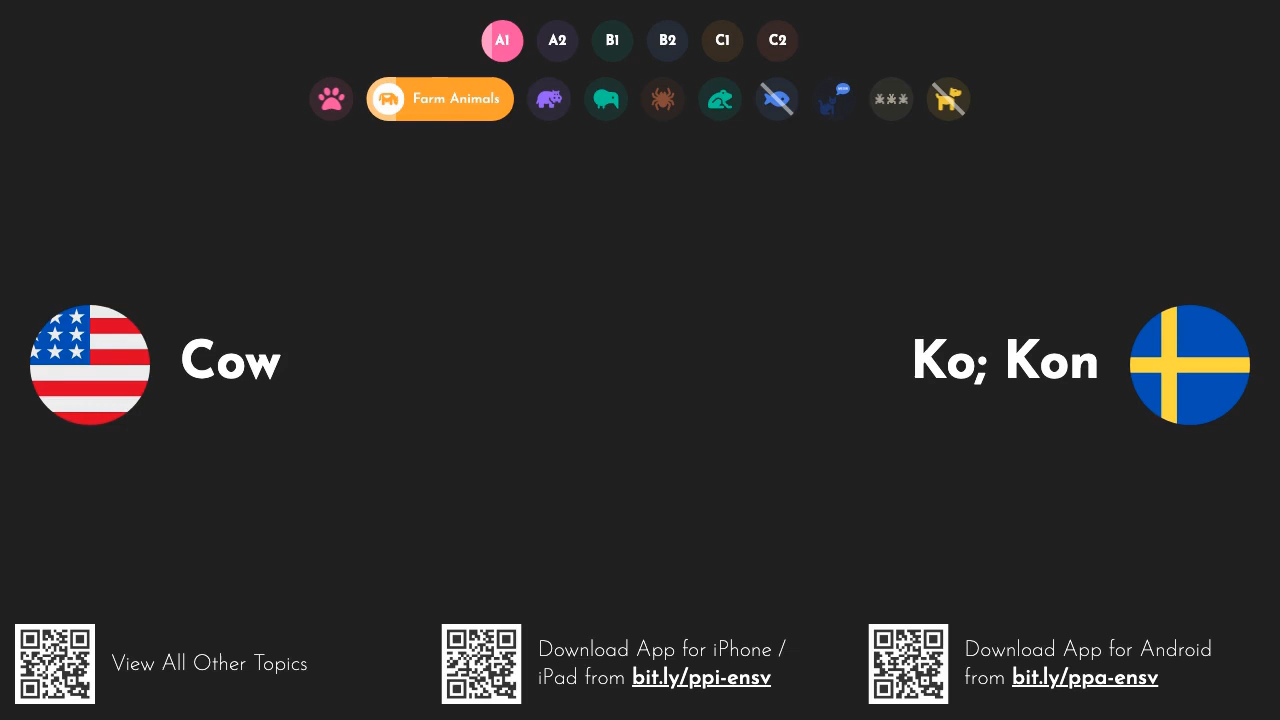 A1 A2 B1 B2 C1 C2
Farm Animals
Cow
Ko; Kon
View All Other Topics
Download App for iPhone /
iPad from bit.ly/ppi-ensv
Download App for Android
from bit.ly/ppa-ensv